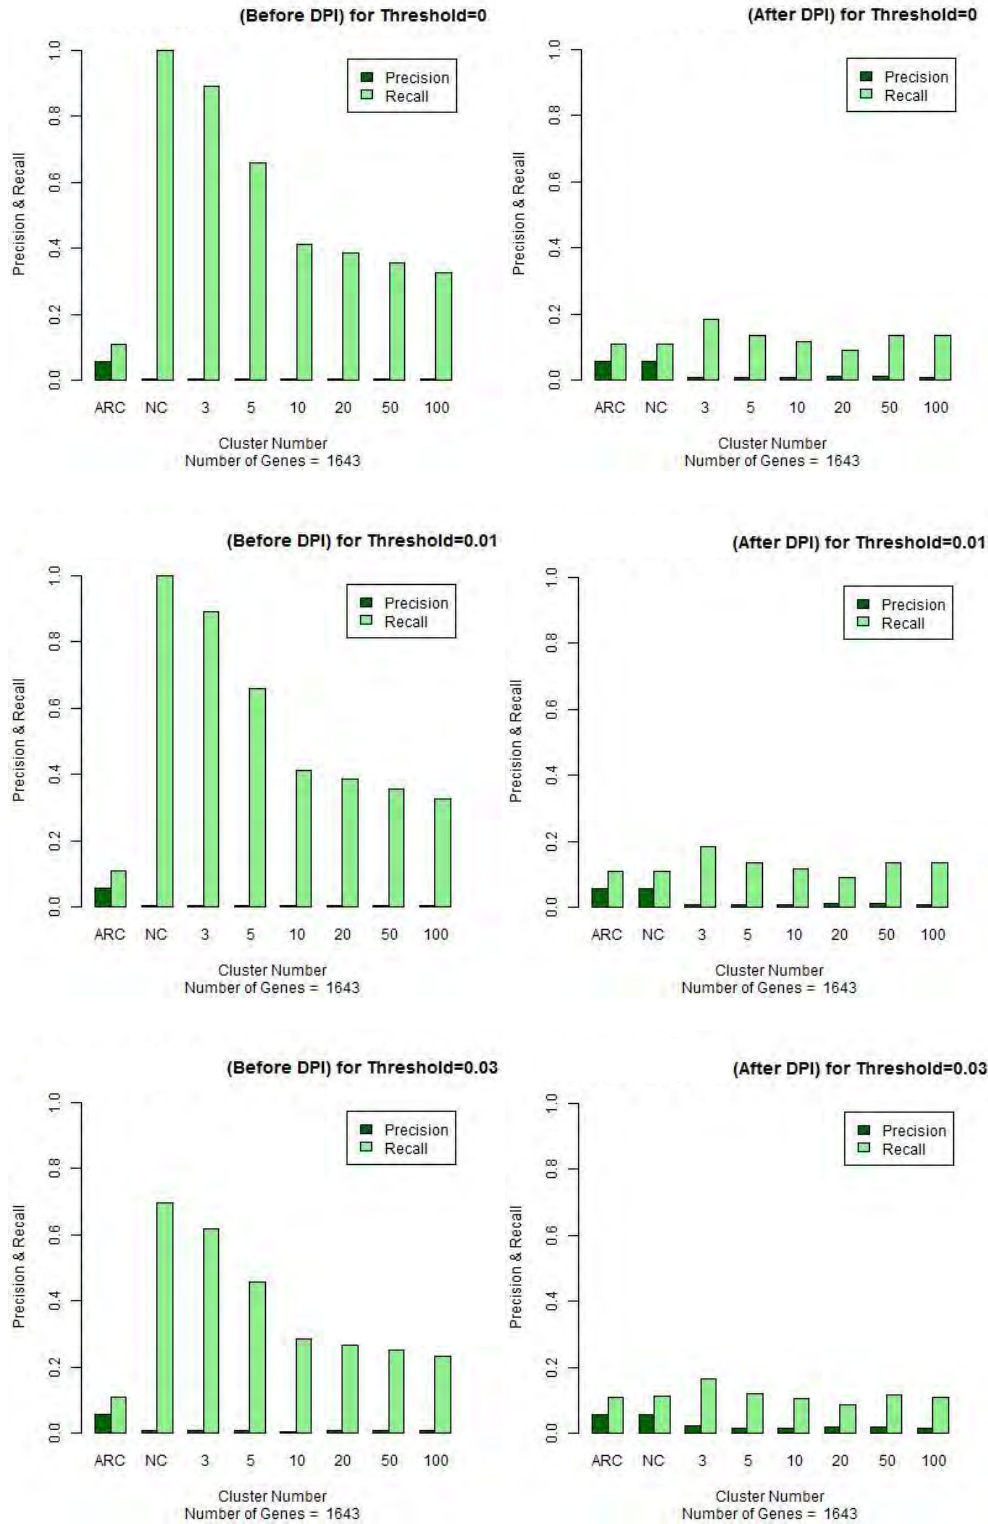 (Before DPI) for Threshold=0
Precision & Recall
1.0
0.8
0.6
0.4
0.2
0.0
Precision
Recall
ARC NC 3 5 10 20 50 100
Cluster Number
Number of Genes = 1643
(After DPI) for Threshold=0
Precision & Recall
1.0
0.8
0.6
0.4
0.2
0.0
Precision
Recall
ARC NC 3 5 10 20 50 100
Cluster Number
Number of Genes = 1643
(Before DPI) for Threshold=0.01
Precision & Recall
1.0
0.8
0.6
0.4
0.2
0.0
Precision
Recall
ARC NC 3 5 10 20 50 100
Cluster Number
Number of Genes = 1643
(After DPI) for Threshold=0.01
Precision & Recall
1.0
0.8
0.6
0.4
0.2
0.0
Precision
Recall
ARC NC 3 5 10 20 50 100
Cluster Number
Number of Genes = 1643
(Before DPI) for Threshold=0.03
Precision & Recall
1.0
0.8
0.6
0.4
0.2
0.0
Precision
Recall
ARC NC 3 5 10 20 50 100
Cluster Number
Number of Genes = 1643
(After DPI) for Threshold=0.03
Precision & Recall
1.0
0.8
0.6
0.4
0.2
0.0
Precision
Recall
ARC NC 3 5 10 20 50 100
Cluster Number
Number of Genes = 1643